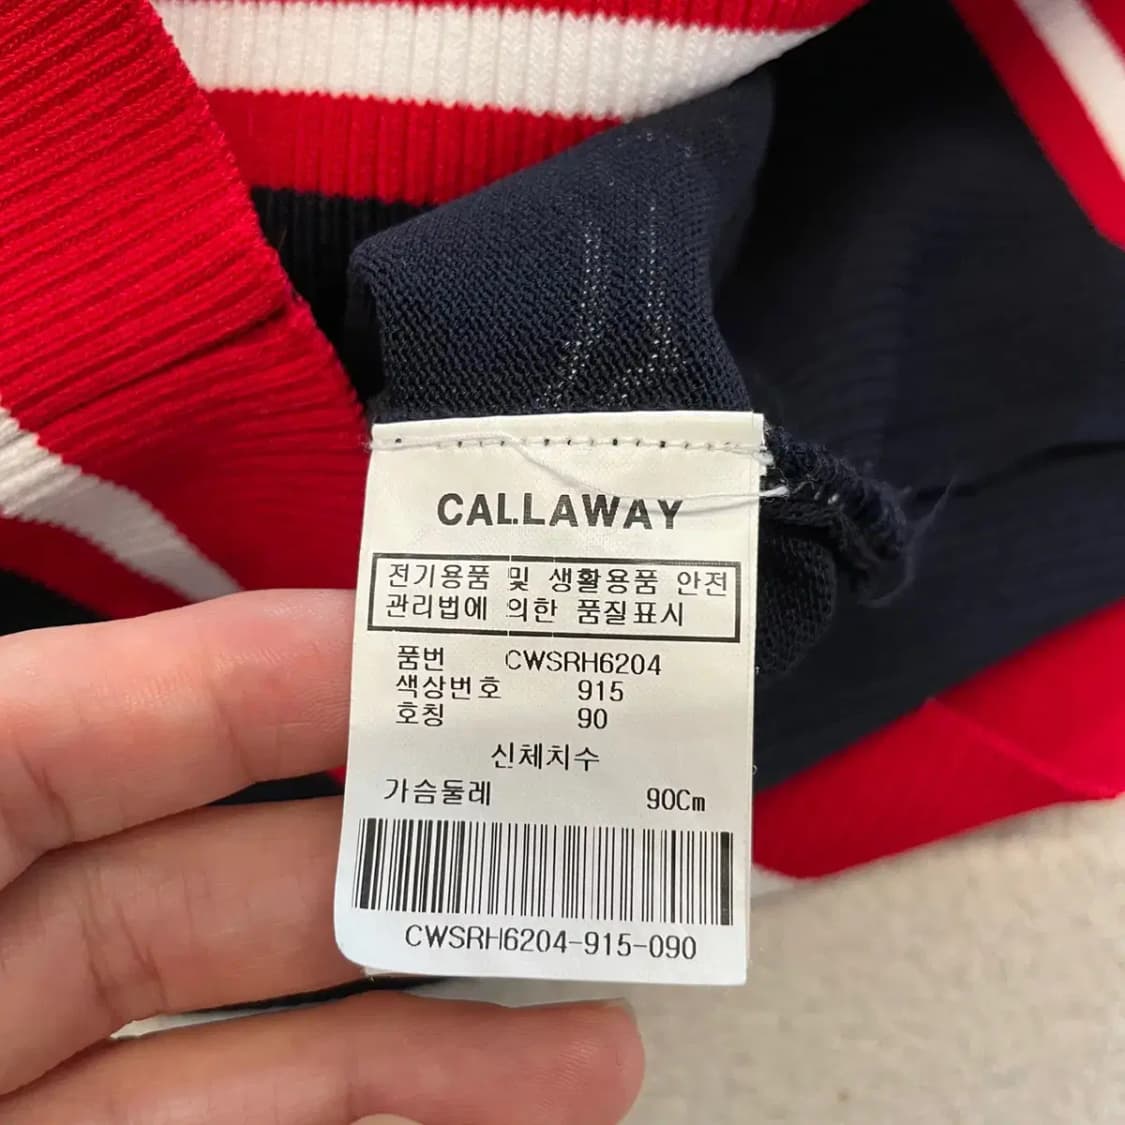 CALLAWAY
전기용품 및 생활용품 안전
관리법에 의한 품질표시
품번 CWSRH6204
색상번호 915
호칭 90
신체치수
가슴둘레 90Cm
CWSRH6204-915-090